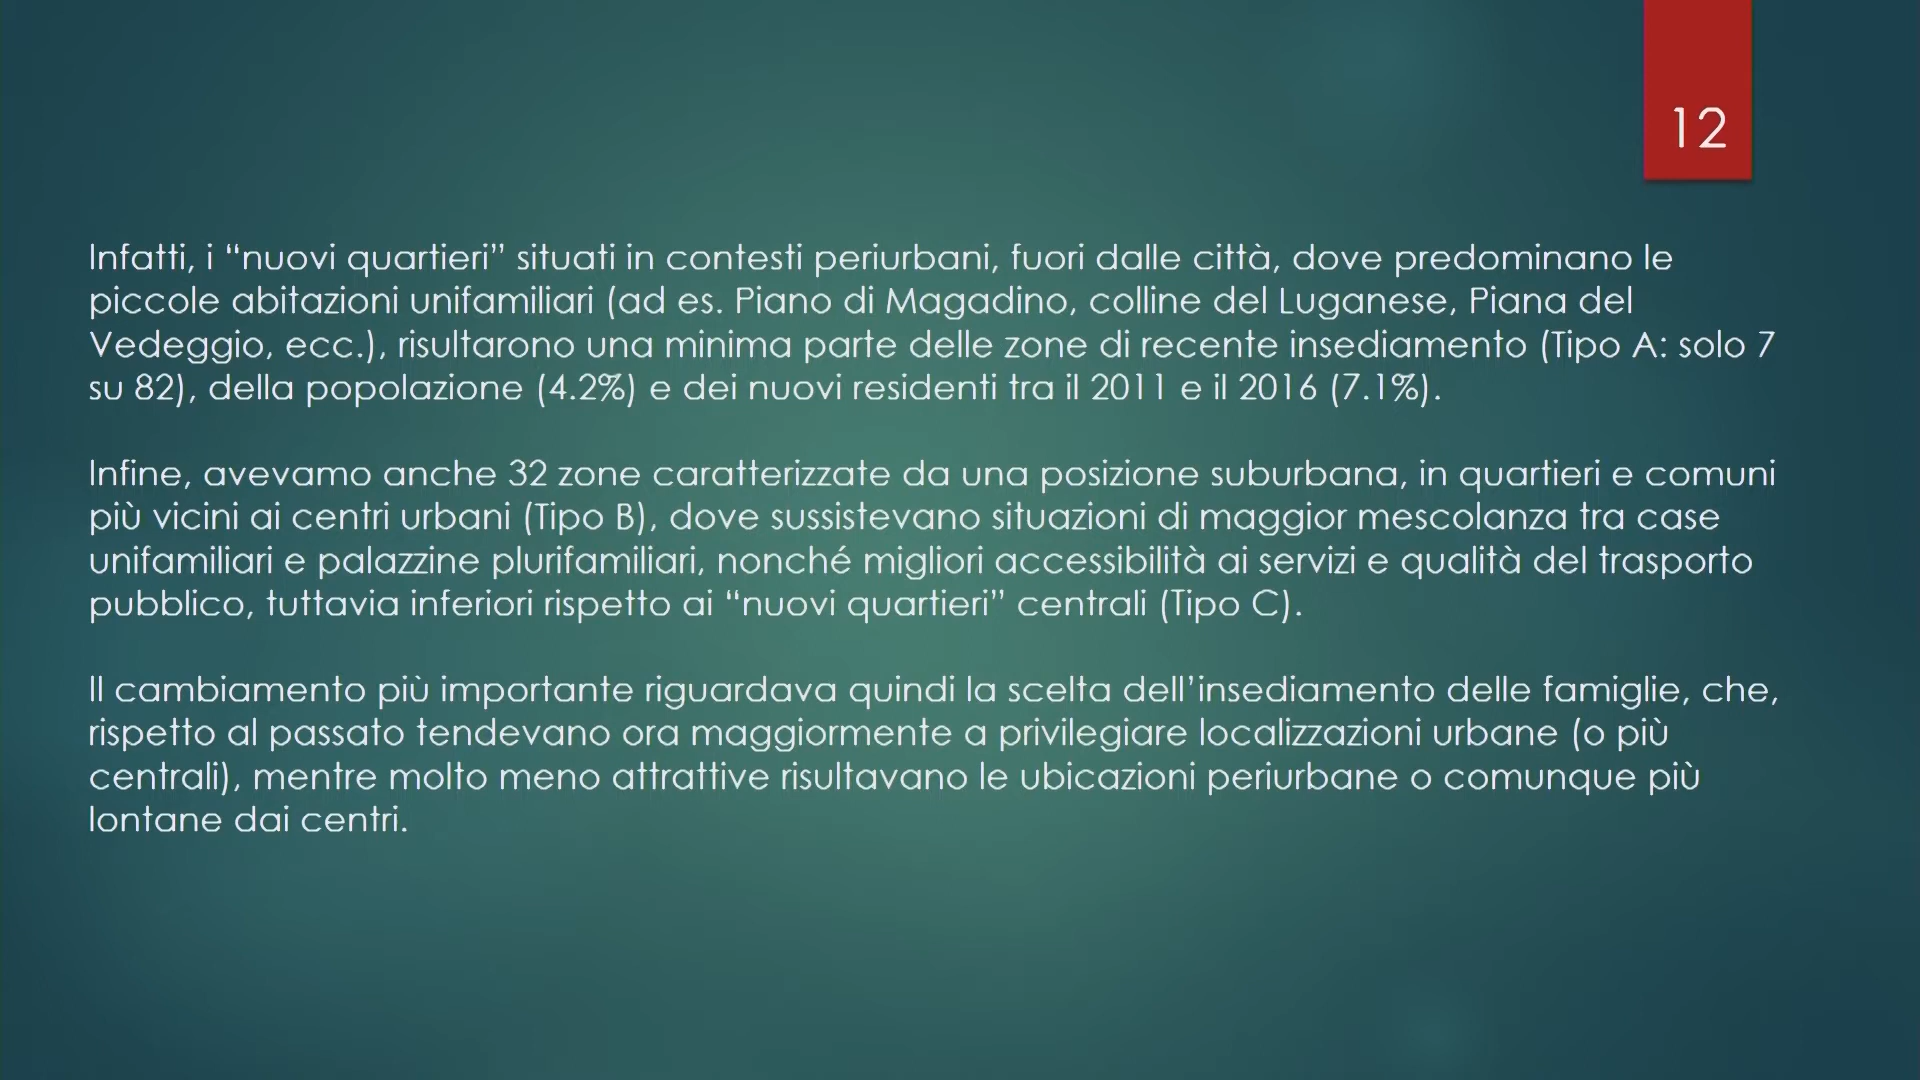 12
Infatti, i “nuovi quartieri” situati in contesti periurbani, fuori dalle città, dove predominano le
piccole abitazioni unifamiliari (ad es. Piano di Magadino, colline del Luganese, Piana del
Vedeggio, ecc.), risultarono una minima parte delle zone di recente insediamento (Tipo A: solo 7
su 82), della popolazione (4.2%) e dei nuovi residenti tra il 2011 e il 2016 (7.1%).
Infine, avevamo anche 32 zone caratterizzate da una posizione suburbana, in quartieri e comuni
più vicini ai centri urbani (Tipo B), dove sussistevano situazioni di maggior mescolanza tra case
unifamiliari e palazzine plurifamiliari, nonché migliori accessibilità ai servizi e qualità del trasporto
pubblico, tuttavia inferiori rispetto ai “nuovi quartieri” centrali (Tipo C).
Il cambiamento più importante riguardava quindi la scelta dell’insediamento delle famiglie, che,
rispetto al passato tendevano ora maggiormente a privilegiare localizzazioni urbane (o più
centrali), mentre molto meno attrattive risultavano le ubicazioni periurbane o comunque più
lontane dai centri.